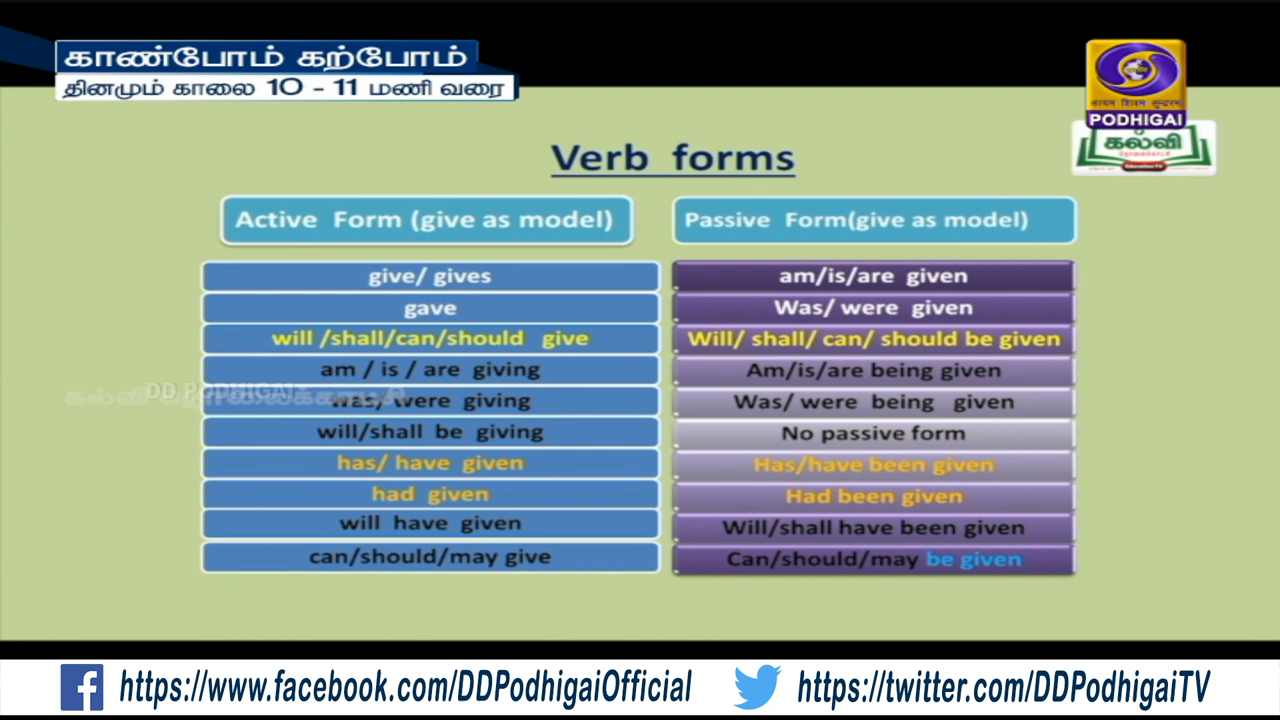 காண்போம் கற்போம்
தினமும் காலை 10 - 11 மணி வரை
PODHIGAI
கல்வி
Verb forms
Active Form (give as model)
Passive Form(give as model)
give/ gives
am/is/are given
gave
Was/ were given
will /shall/can/should give
Will/ shall/ can/ should be given
am / is / are giving
Am/is/are being given
DD PODHIGAI
was/ were giving
Was/ were being given
will/shall be giving
No passive form
has/ have given
Has/have been given
had given
Had been given
will have given
Will/shall have been given
can/should/may give
Can/should/may be given
https://www.facebook.com/DDPodhigaiOfficial
https://twitter.com/DDPodhigaiTV